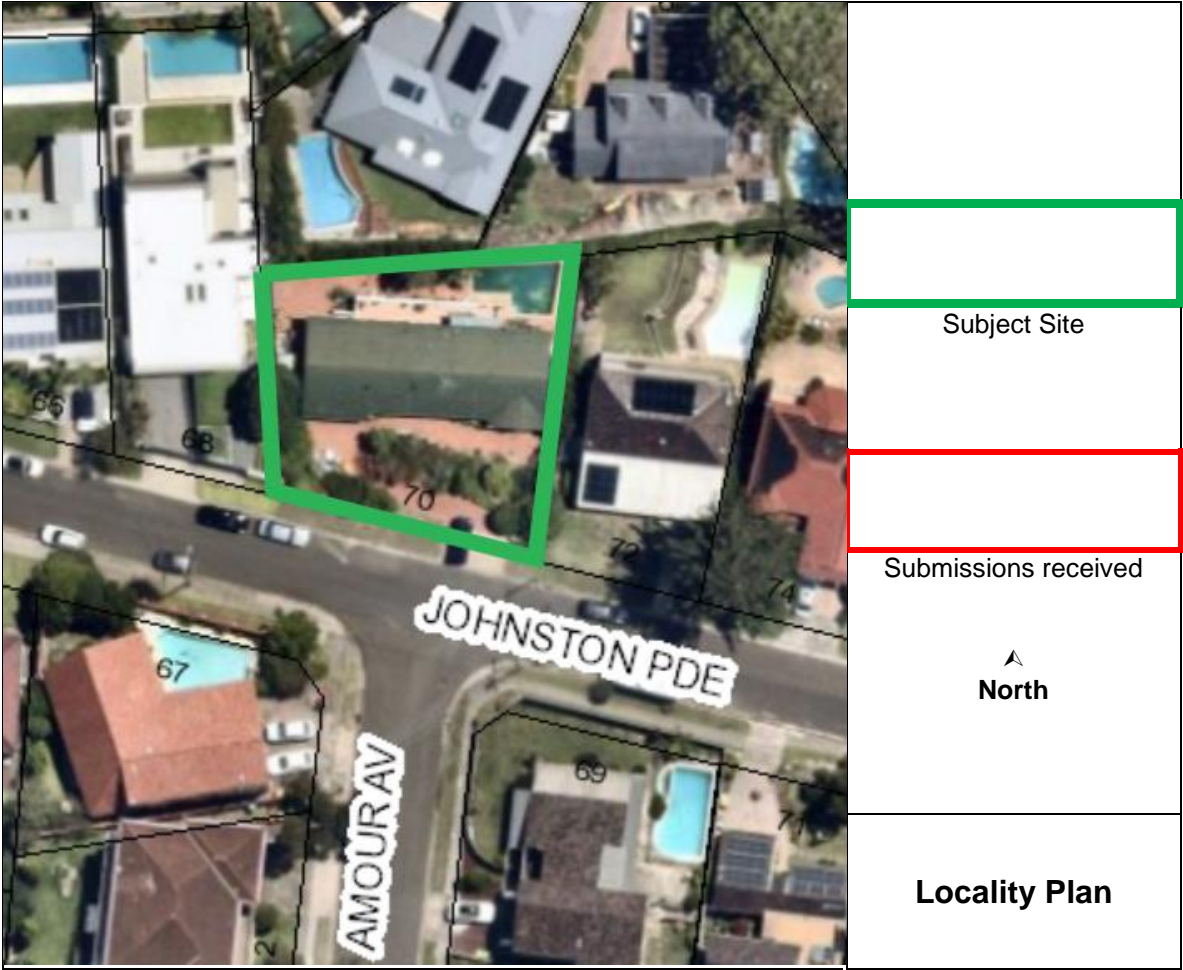 66
68
70
72
74
JOHNSTON PDE
67
69
71
AMOUR AV
2
Subject Site
Submissions received
North
Locality Plan